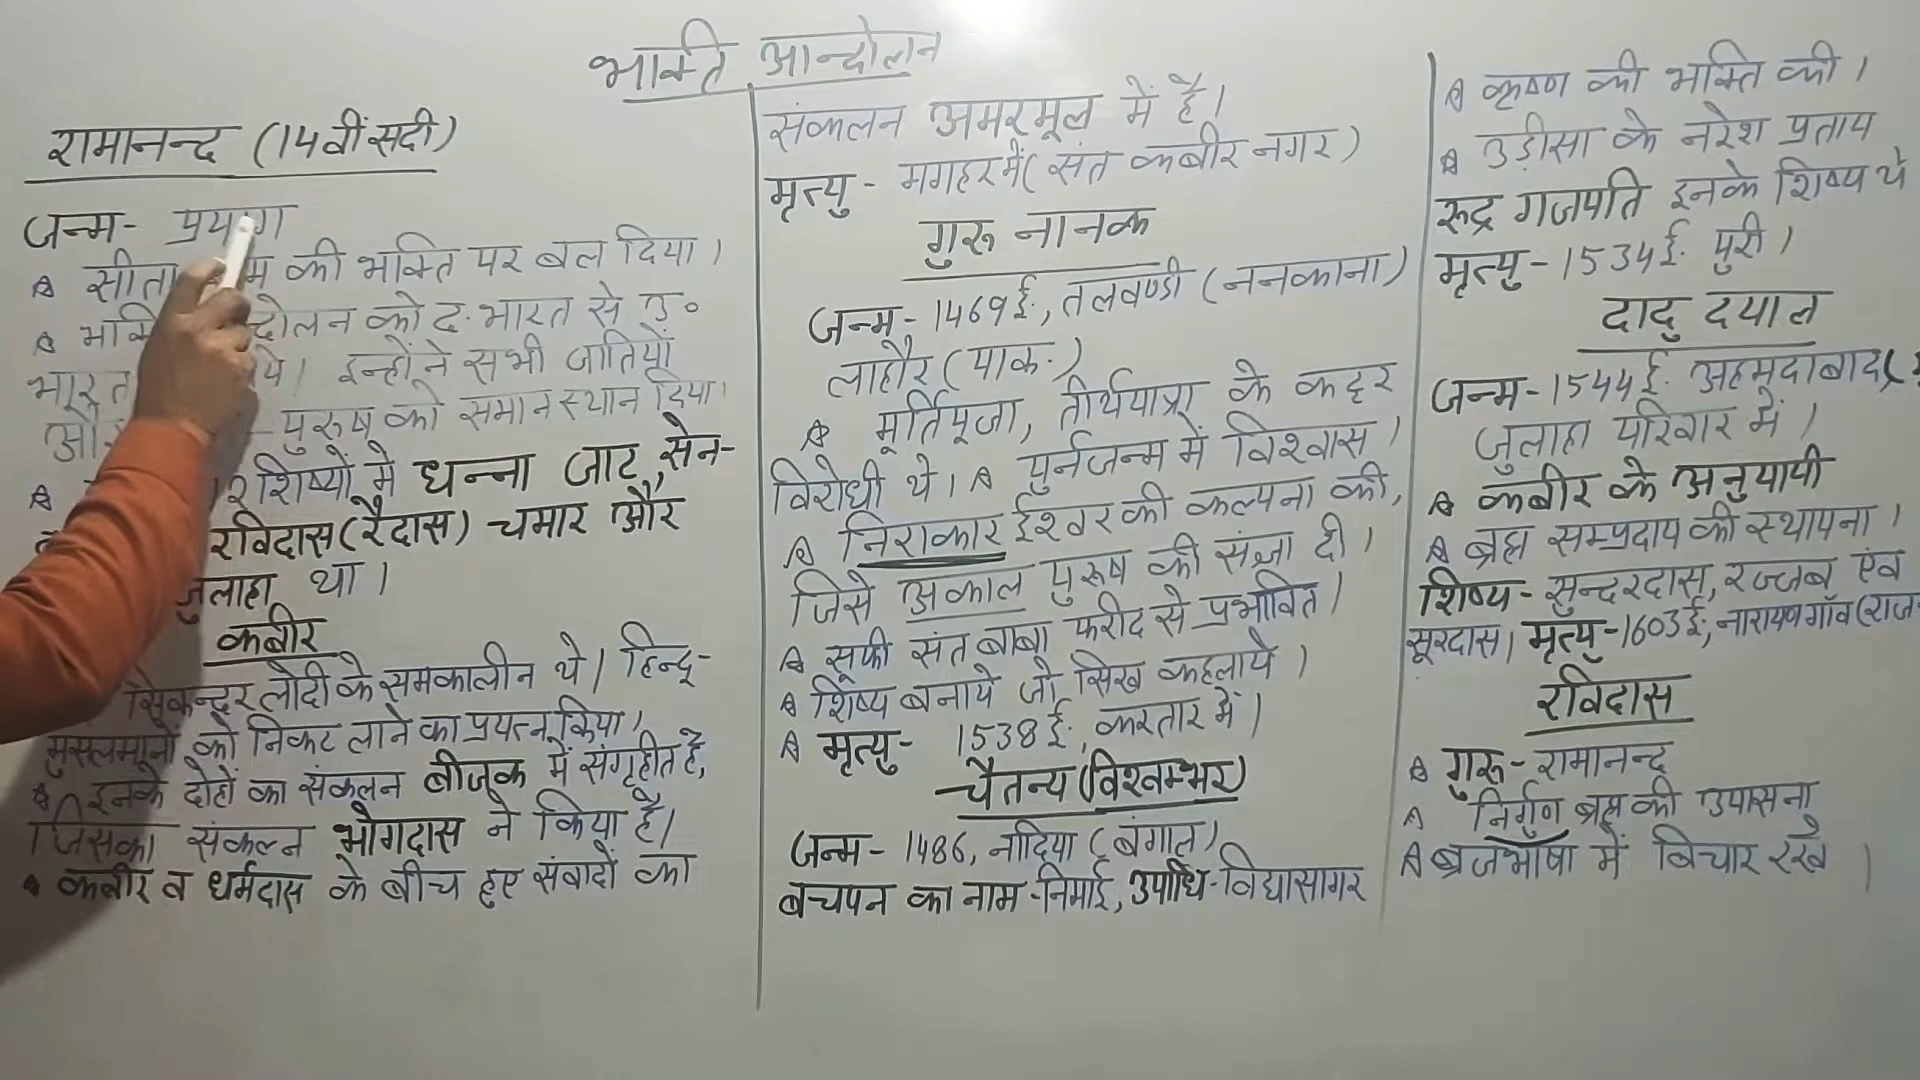 भक्ति आन्दोलन
रामानन्द (14वीं सदी)
जन्म- प्रयाग
सीता म की भक्ति पर बल दिया।
भक्ति दोलन को द. भारत से उ०
भारत ये। इन्होंने सभी जातियों
औ पुरुष को समान स्थान दिया।
12 शिष्यों में धन्ना जाट, सेन-
रविदास (रैदास) चमार और
जुलाहा था।
कबीर
सिकन्दर लोदी के समकालीन थे। हिन्दू-
मुसलमानों को निकट लाने का प्रयत्न किया।
इनके दोहों का संकलन बीजक में संगृहीत है,
जिसका संकलन भोगदास ने किया है।
कबीर व धर्मदास के बीच हुए संवादों का
संकलन अमरमूल में है।
मृत्यु- मगहर में (संत कबीर नगर)
गुरू नानक
जन्म- 1469 ई., तलवण्डी (ननकाना)
लाहौर (पाक.)
मूर्तिपूजा, तीर्थयात्रा के कट्टर
विरोधी थे। पुर्नजन्म में विश्वास।
निराकार ईश्वर की कल्पना की,
जिसे अकाल पुरूष की संज्ञा दी।
सूफी संत बाबा फरीद से प्रभावित।
शिष्य बनाये जो सिख कहलाये।
मृत्यु- 1538 ई. करतार में।
चैतन्य (विश्वम्भर)
जन्म- 1486, नादिया (बंगाल)
बचपन का नाम-निमाई, उपाधि-विद्यासागर
कृष्ण की भक्ति की।
उड़ीसा के नरेश प्रताप
रूद्र गजपति इनके शिष्य थे
मृत्यु- 1534 ई. पुरी।
दादु दयाल
जन्म- 1544 ई. अहमदाबाद (
जुलाहा परिवार में।
कबीर के अनुयायी
ब्रह्म सम्प्रदाय की स्थापना।
शिष्य- सुन्दरदास, रज्जब एंव
सूरदास। मृत्यु- 1603 ई., नारायण गाँव (राज.
रविदास
गुरू- रामानन्द
निर्गुण ब्रह्म की उपासना
ब्रजभाषा में विचार रखे।